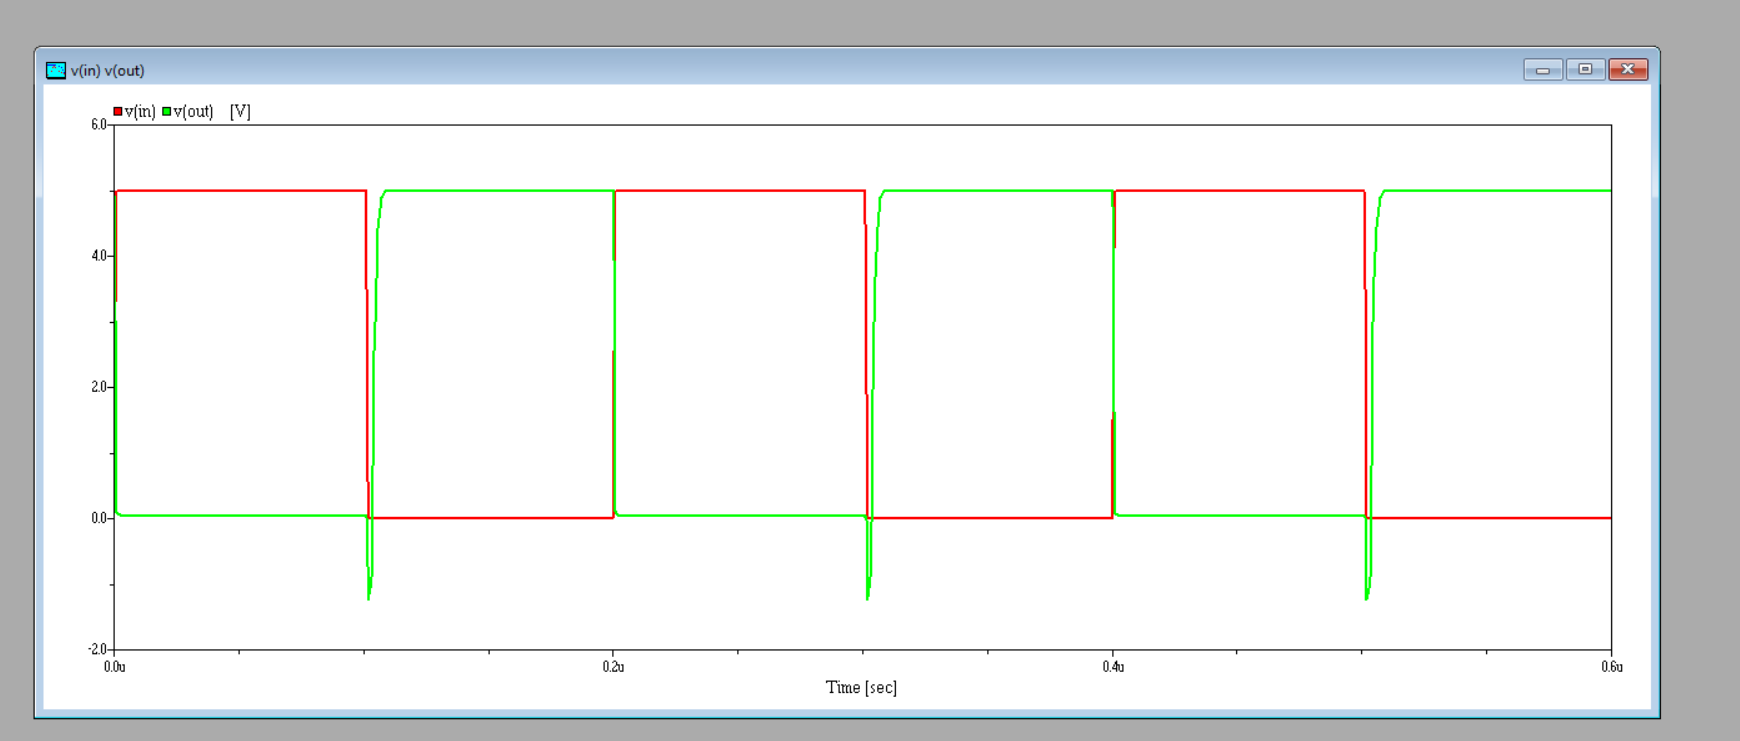 v(in) v(out)
v(in) v(out) [V]
6.0
4.0
2.0
0.0
-2.0
0.0u 0.2u 0.4u 0.6u
Time [sec]